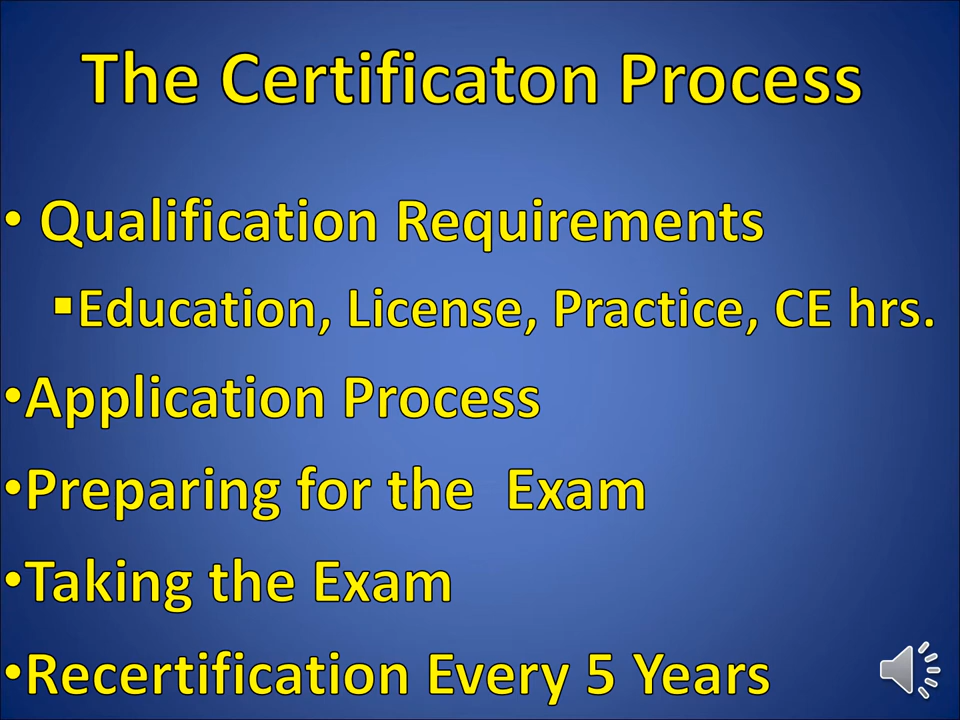 The Certificaton Process
• Qualification Requirements
▪Education, License, Practice, CE hrs.
•Application Process
•Preparing for the  Exam
•Taking the Exam
•Recertification Every 5 Years